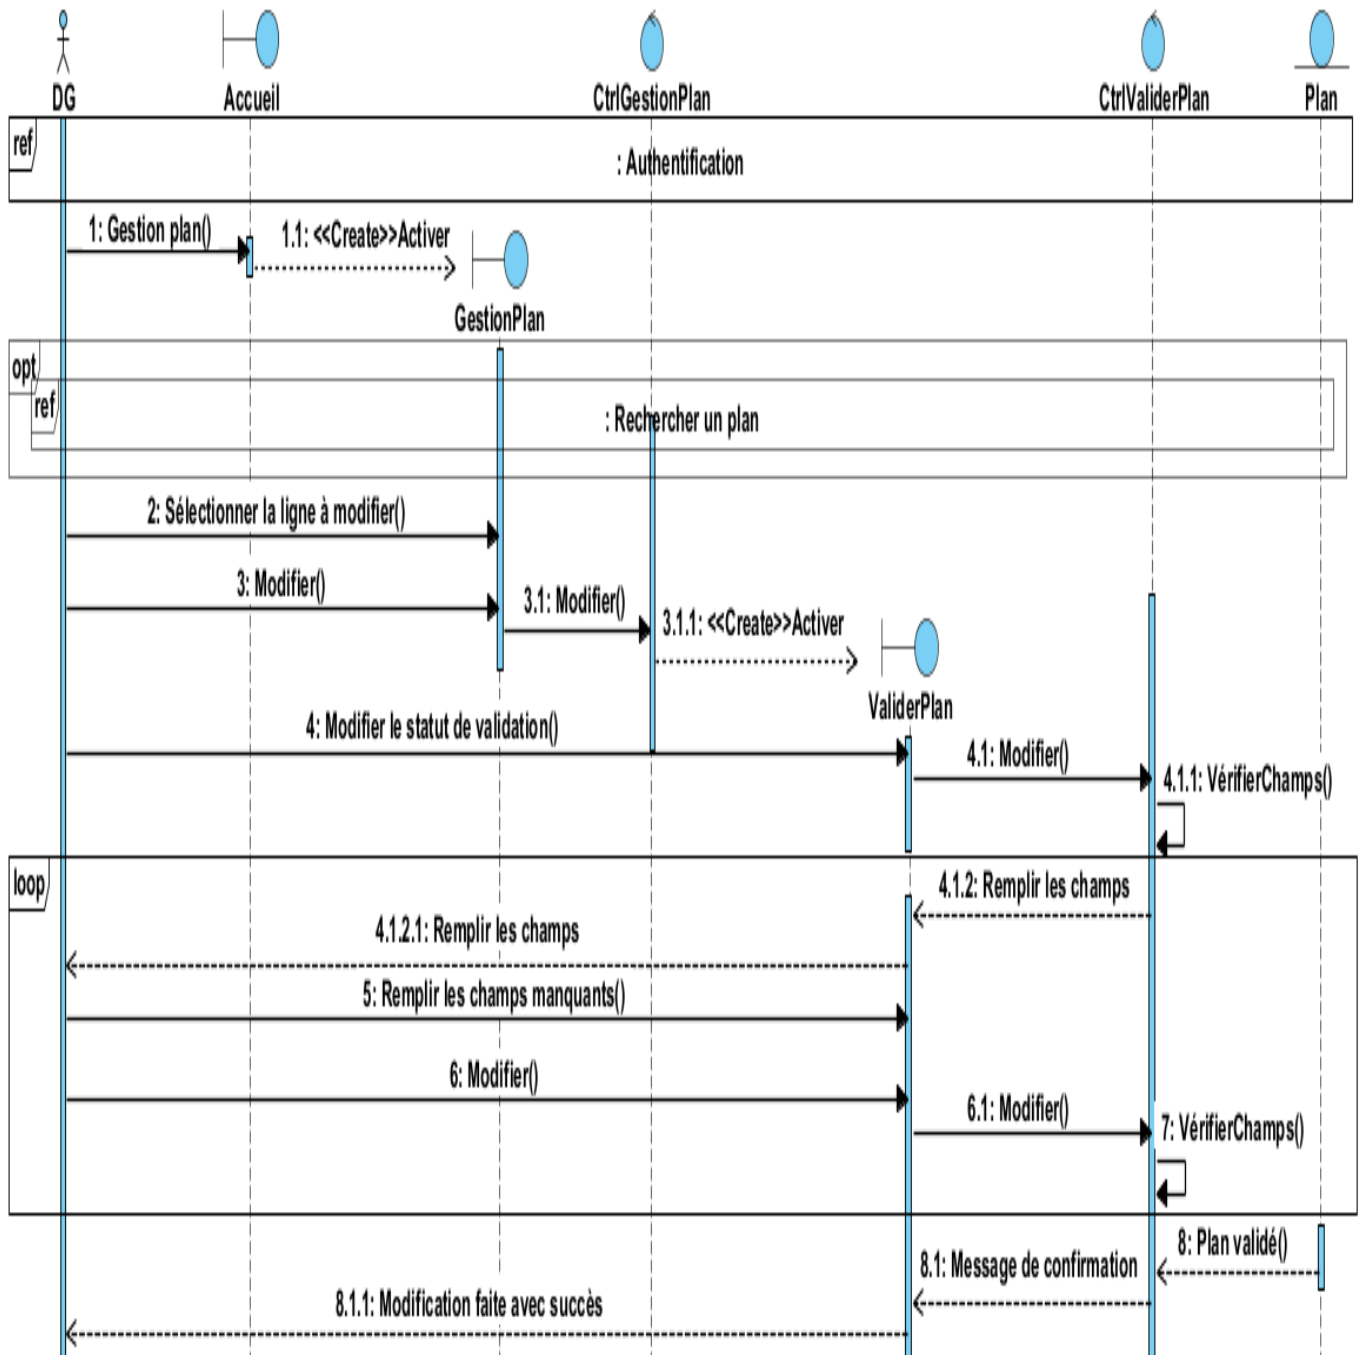 DG
Accueil
CtrlGestionPlan
CtrlValiderPlan
Plan
ref
: Authentification
1: Gestion plan()
1.1: <<Create>>Activer
GestionPlan
opt
ref
: Rechercher un plan
2: Sélectionner la ligne à modifier()
3: Modifier()
3.1: Modifier()
3.1.1: <<Create>>Activer
ValiderPlan
4: Modifier le statut de validation()
4.1: Modifier()
4.1.1: VérifierChamps()
loop
4.1.2: Remplir les champs
4.1.2.1: Remplir les champs
5: Remplir les champs manquants()
6: Modifier()
6.1: Modifier()
7: VérifierChamps()
8: Plan validé()
8.1: Message de confirmation
8.1.1: Modification faite avec succès